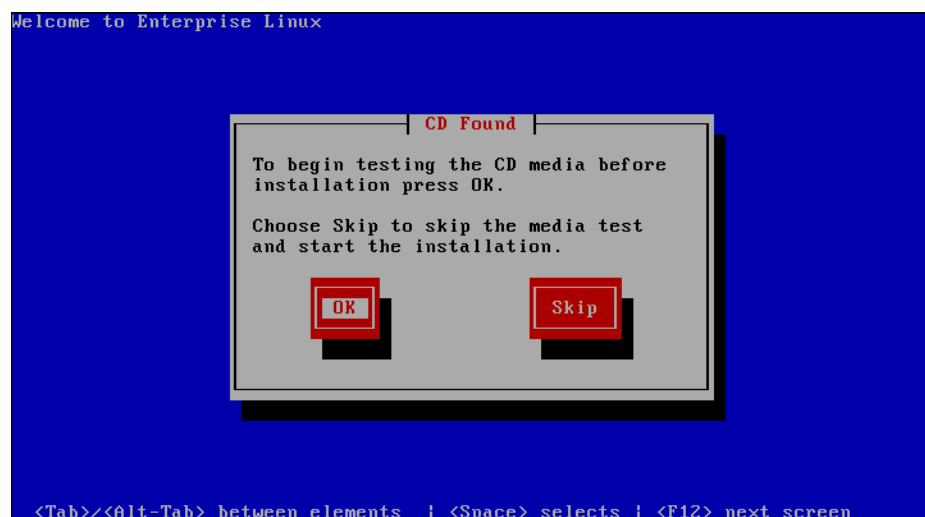 Welcome to Enterprise Linux
CD Found
To begin testing the CD media before
installation press OK.
Choose Skip to skip the media test
and start the installation.
OK Skip
<Tab>/<Alt-Tab> between elements | <Space> selects | <F12> next screen